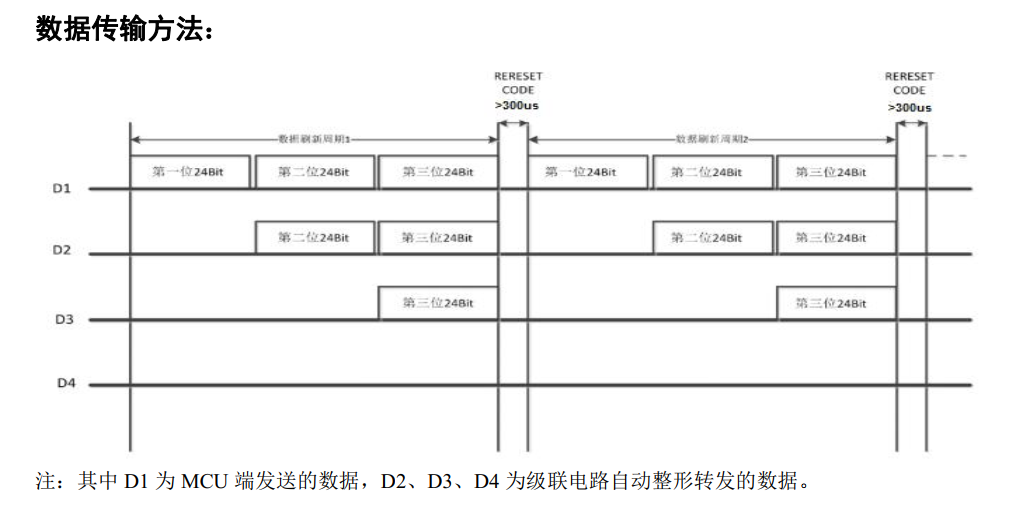 数据传输方法：
RERESET RERESET
CODE CODE
>300us >300us
数据刷新周期1 数据刷新周期2
第一位24Bit 第二位24Bit 第三位24Bit 第一位24Bit 第二位24Bit 第三位24Bit
D1
第二位24Bit 第三位24Bit 第二位24Bit 第三位24Bit
D2
第三位24Bit 第三位24Bit
D3
D4
注：其中 D1 为 MCU 端发送的数据，D2、D3、D4 为级联电路自动整形转发的数据。